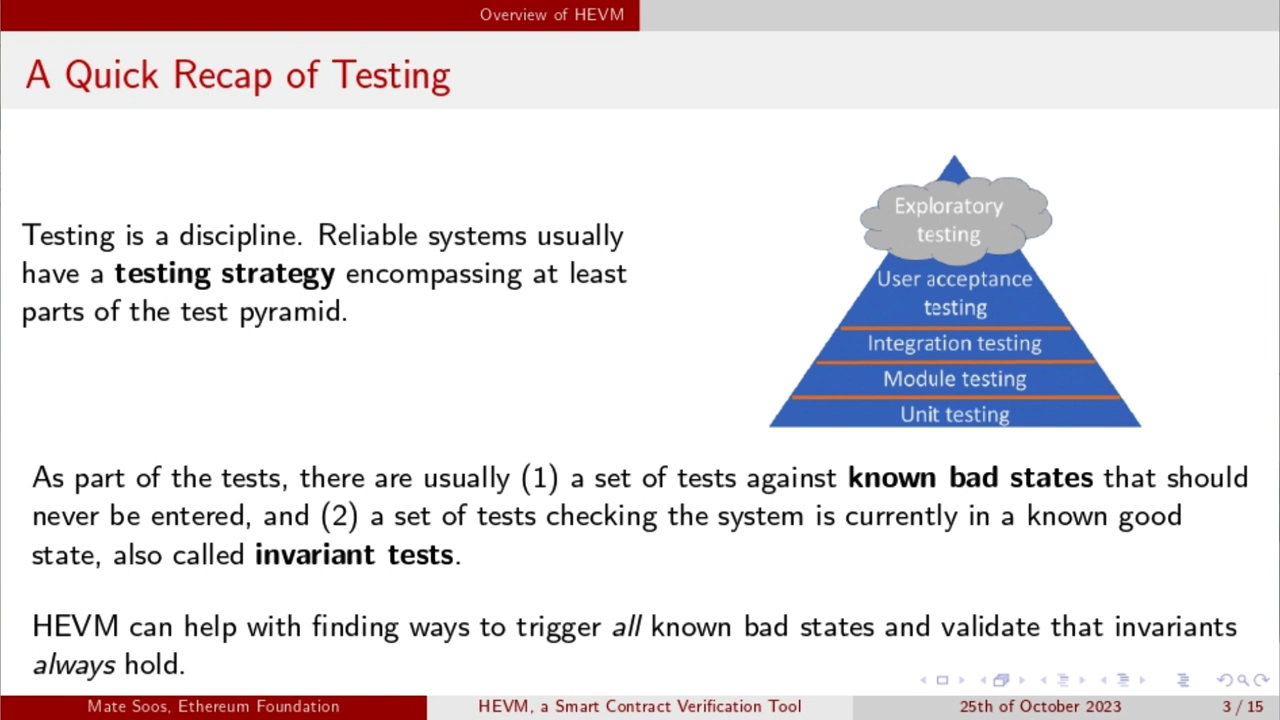 Overview of HEVM
A Quick Recap of Testing
Testing is a discipline. Reliable systems usually
have a testing strategy encompassing at least
parts of the test pyramid.
Exploratory
testing
User acceptance
testing
Integration testing
Module testing
Unit testing
As part of the tests, there are usually (1) a set of tests against known bad states that should
never be entered, and (2) a set of tests checking the system is currently in a known good
state, also called invariant tests.
HEVM can help with finding ways to trigger all known bad states and validate that invariants
always hold.
Mate Soos, Ethereum Foundation
HEVM, a Smart Contract Verification Tool
25th of October 2023
3 / 15